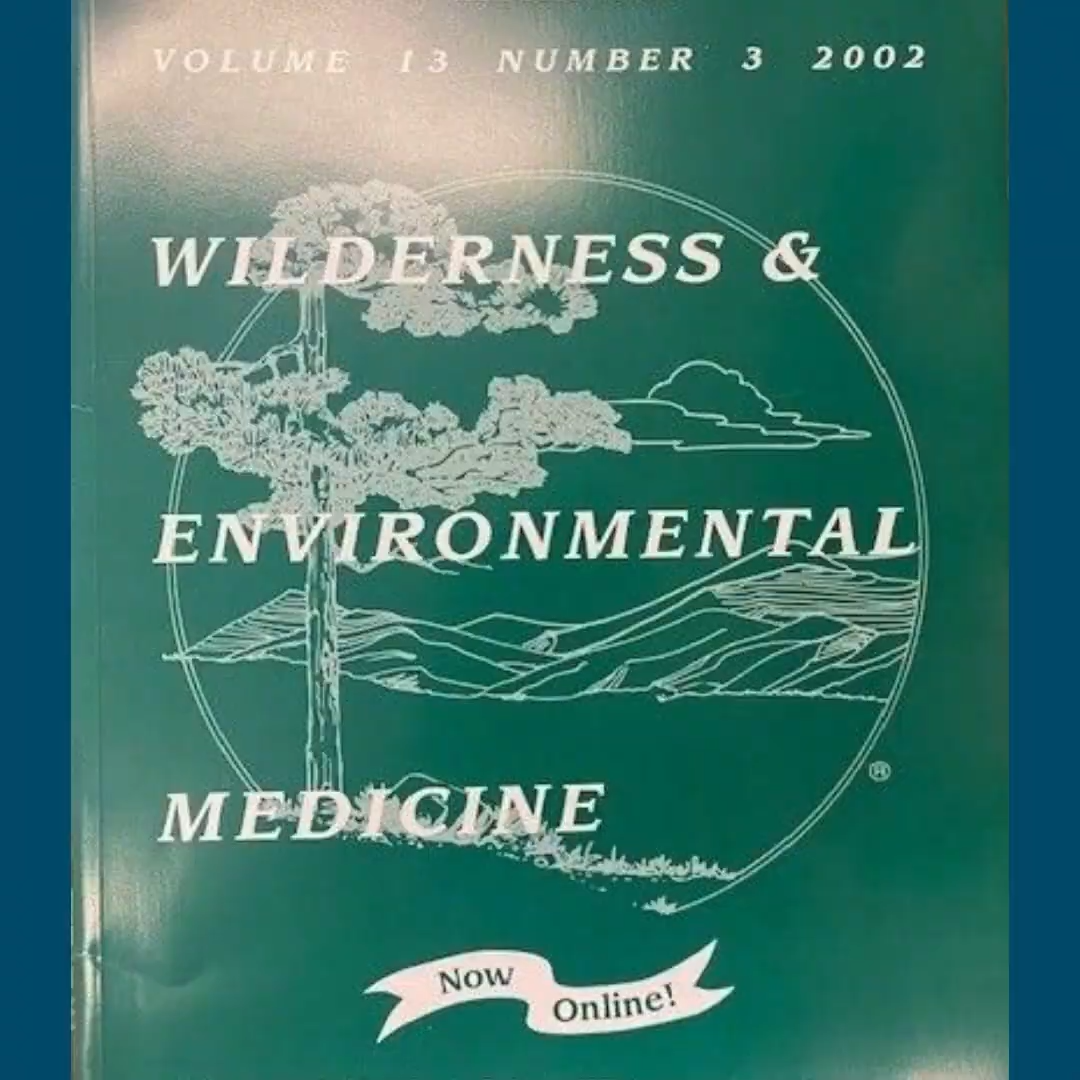 VOLUME 13 NUMBER 3 2002
WILDERNESS &
ENVIRONMENTAL
MEDICINE
®
Now
Online!